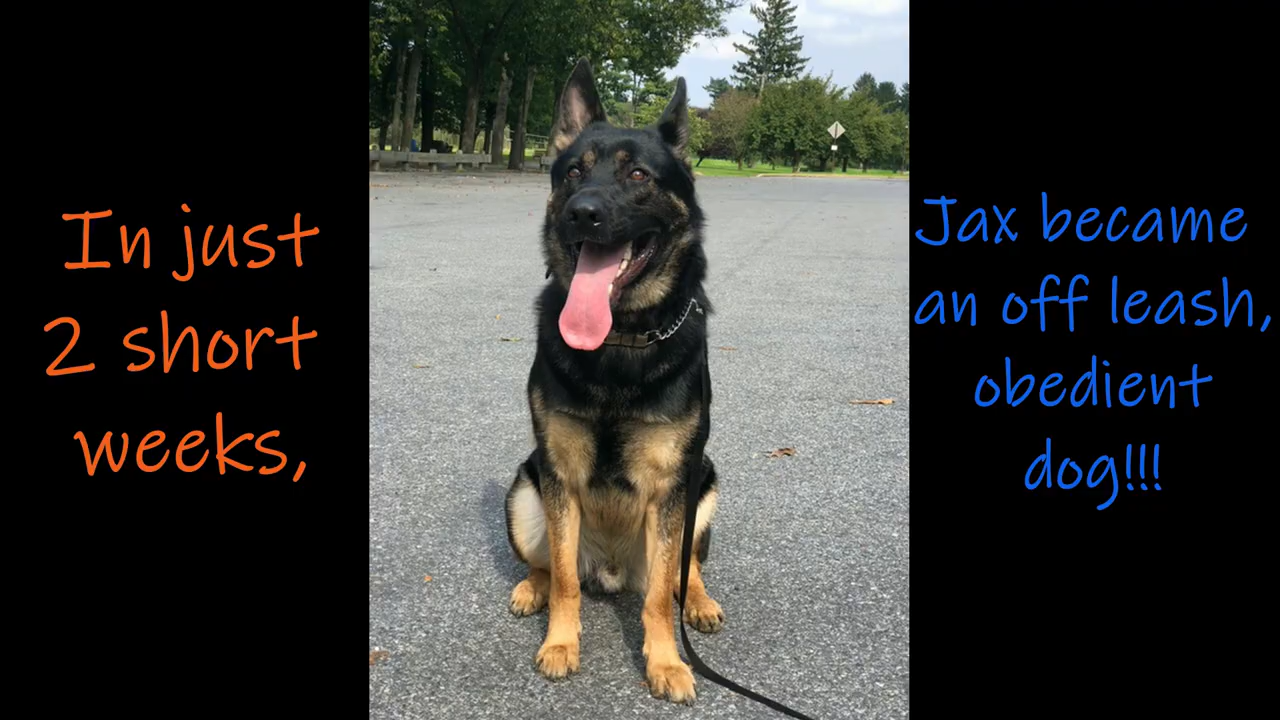 In just
2 short
weeks,
Jax became
an off leash,
obedient
dog!!!